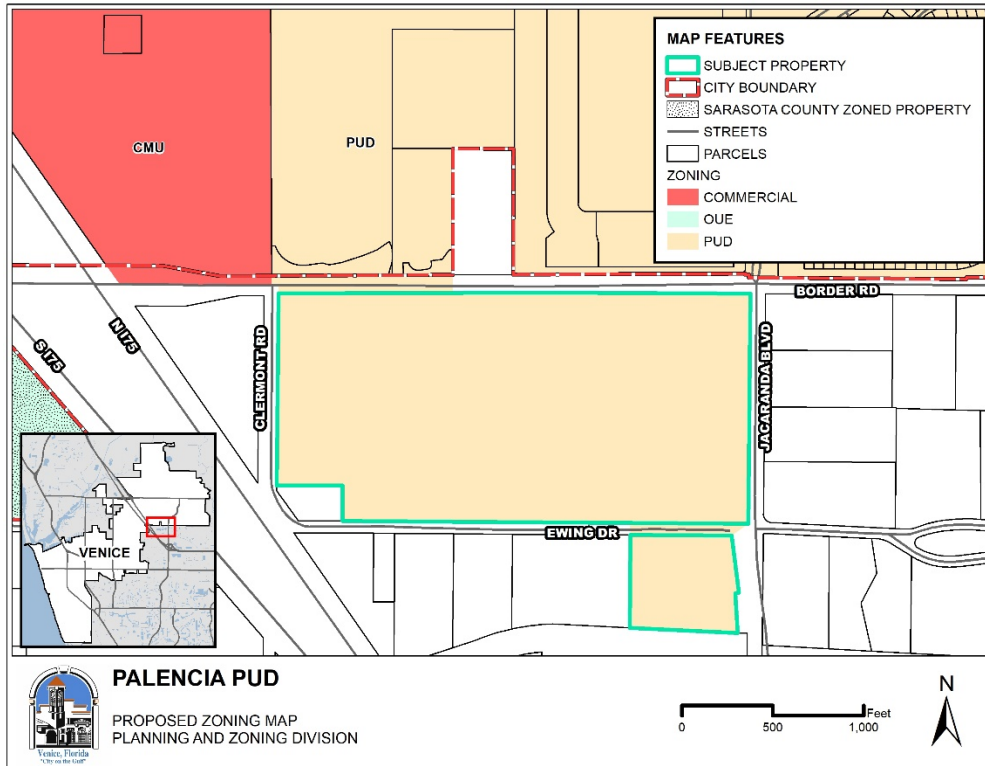 MAP FEATURES
SUBJECT PROPERTY
CITY BOUNDARY
SARASOTA COUNTY ZONED PROPERTY
STREETS
PARCELS
ZONING
COMMERCIAL
OUE
PUD
CMU
PUD
BORDER RD
N I75
S I75
CLERMONT RD
JACARANDA BLVD
EWING DR
VENICE
PALENCIA PUD
PROPOSED ZONING MAP
PLANNING AND ZONING DIVISION
Venice, Florida
"City on the Gulf"
Feet
0 500 1,000
N